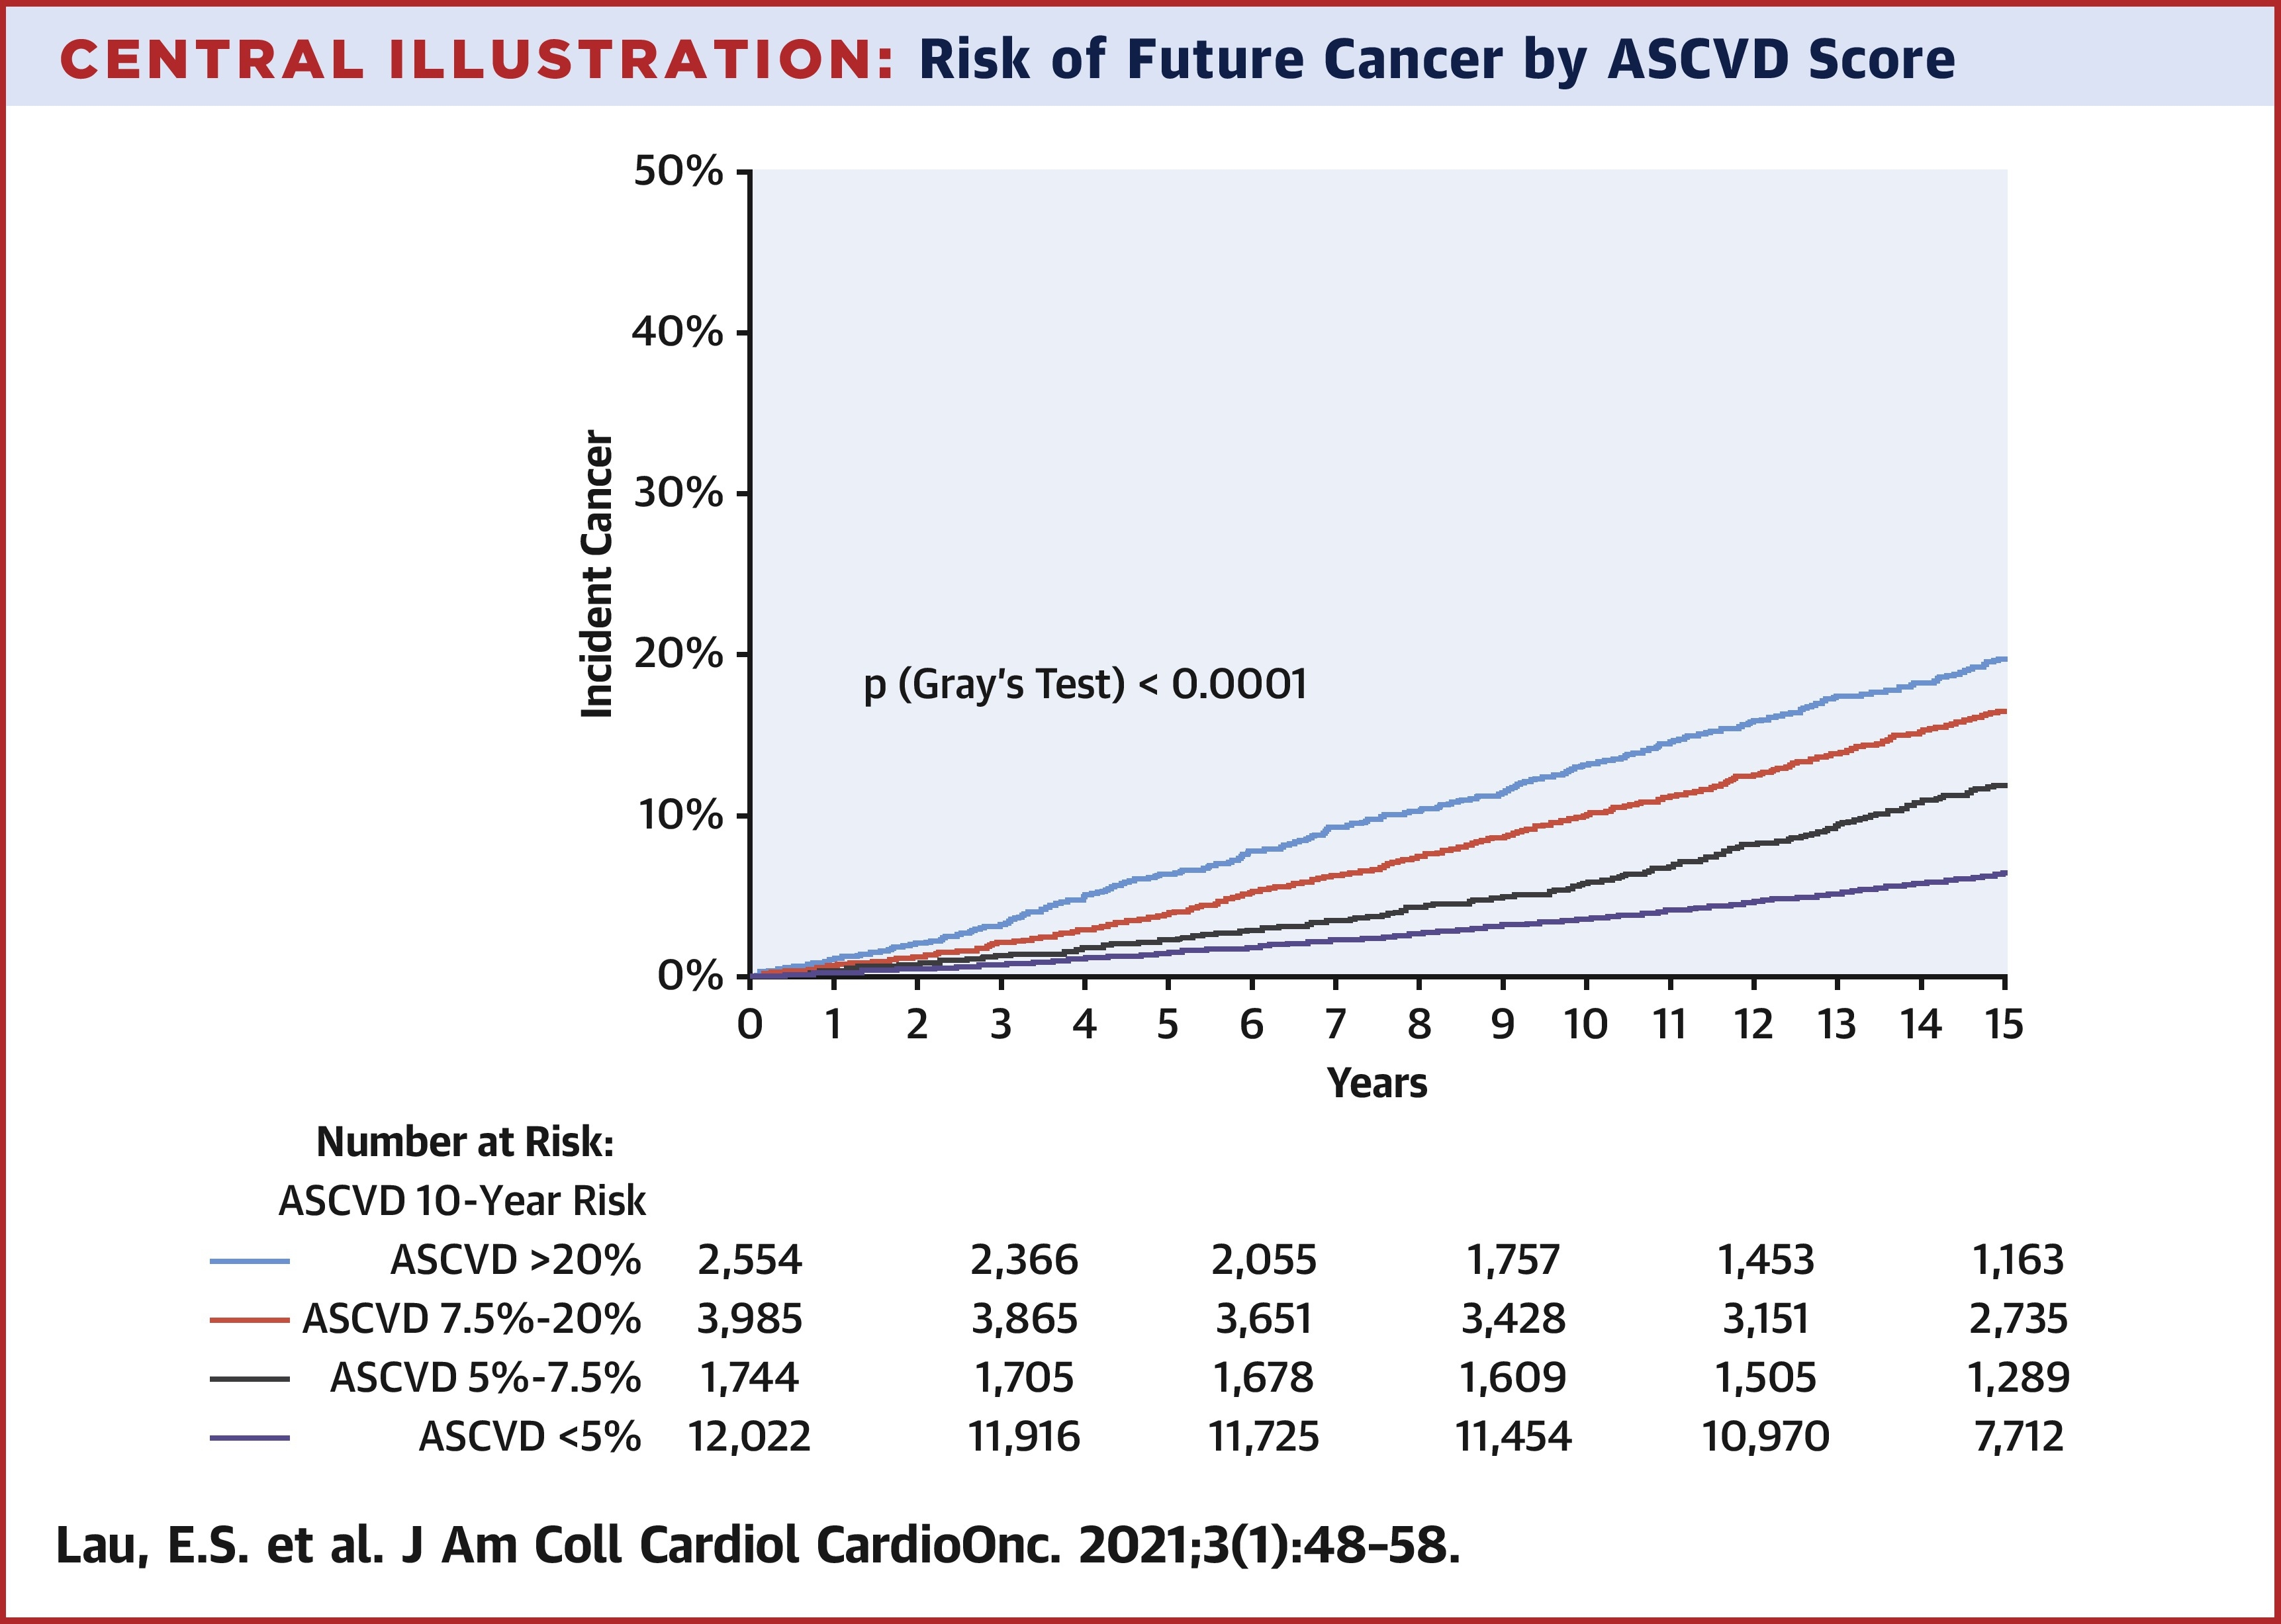 CENTRAL ILLUSTRATION: Risk of Future Cancer by ASCVD Score
50%
40%
30%
20%
10%
0%
Incident Cancer
p (Gray's Test) < 0.0001
0 1 2 3 4 5 6 7 8 9 10 11 12 13 14 15
Years
Number at Risk:
ASCVD 10-Year Risk
ASCVD >20% 2,554 2,366 2,055 1,757 1,453 1,163
ASCVD 7.5%-20% 3,985 3,865 3,651 3,428 3,151 2,735
ASCVD 5%-7.5% 1,744 1,705 1,678 1,609 1,505 1,289
ASCVD <5% 12,022 11,916 11,725 11,454 10,970 7,712
Lau, E.S. et al. J Am Coll Cardiol CardioOnc. 2021;3(1):48–58.